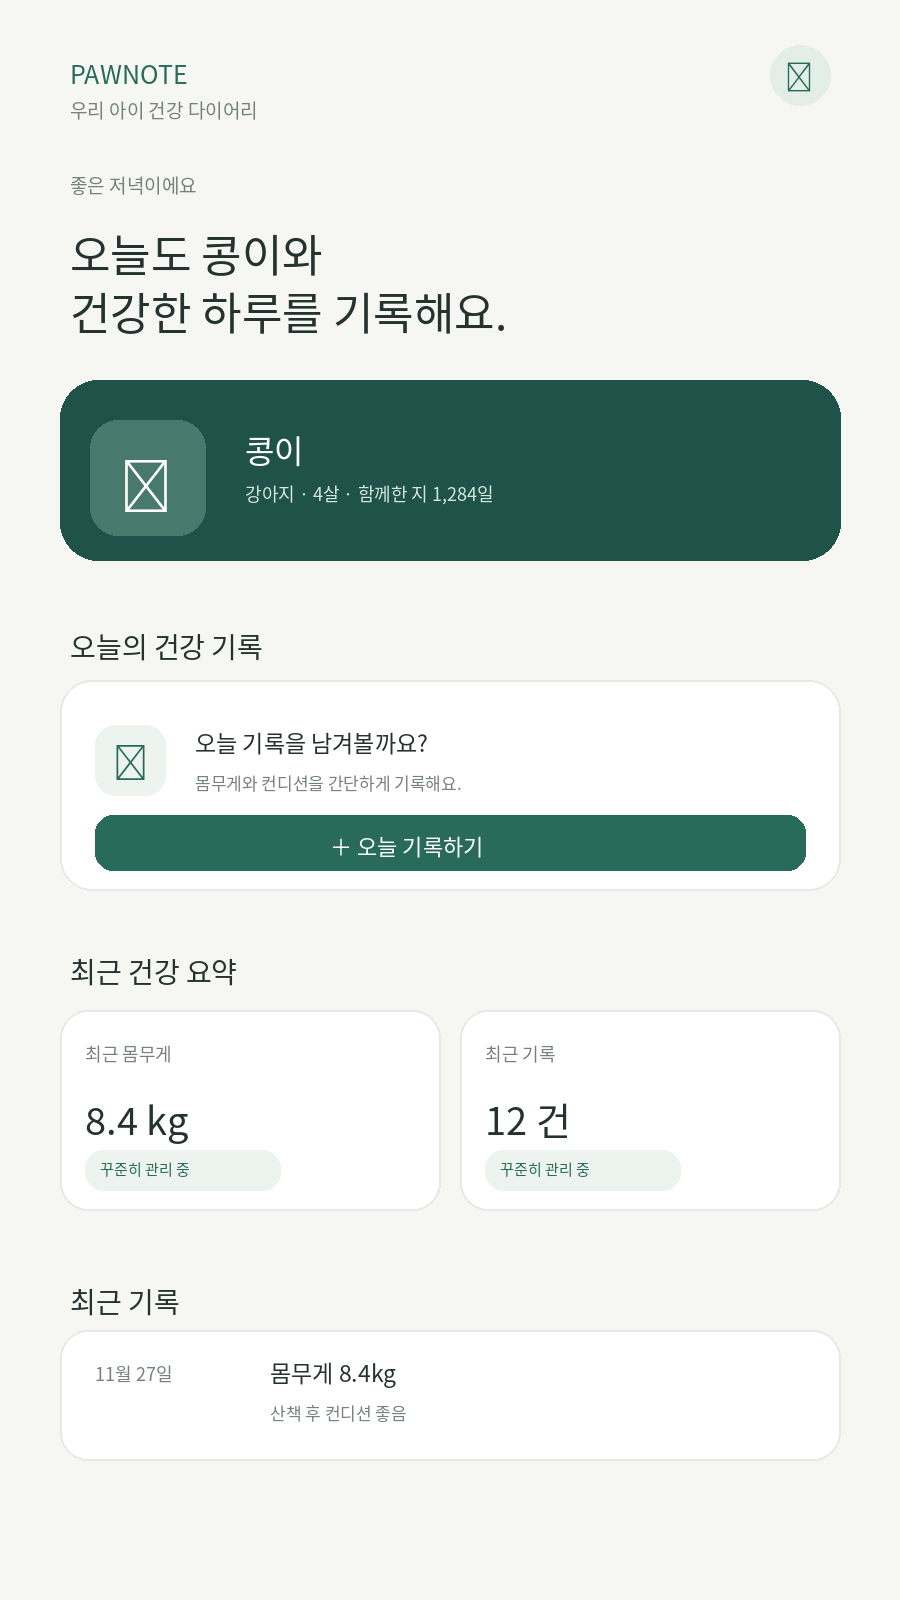 PAWNOTE
우리 아이 건강 다이어리
좋은 저녁이에요
오늘도 콩이와
건강한 하루를 기록해요.
콩이
강아지 · 4살 · 함께한 지 1,284일
오늘의 건강 기록
오늘 기록을 남겨볼까요?
몸무게와 컨디션을 간단하게 기록해요.
＋ 오늘 기록하기
최근 건강 요약
최근 몸무게
8.4 kg
꾸준히 관리 중
최근 기록
12 건
꾸준히 관리 중
최근 기록
11월 27일
몸무게 8.4kg
산책 후 컨디션 좋음